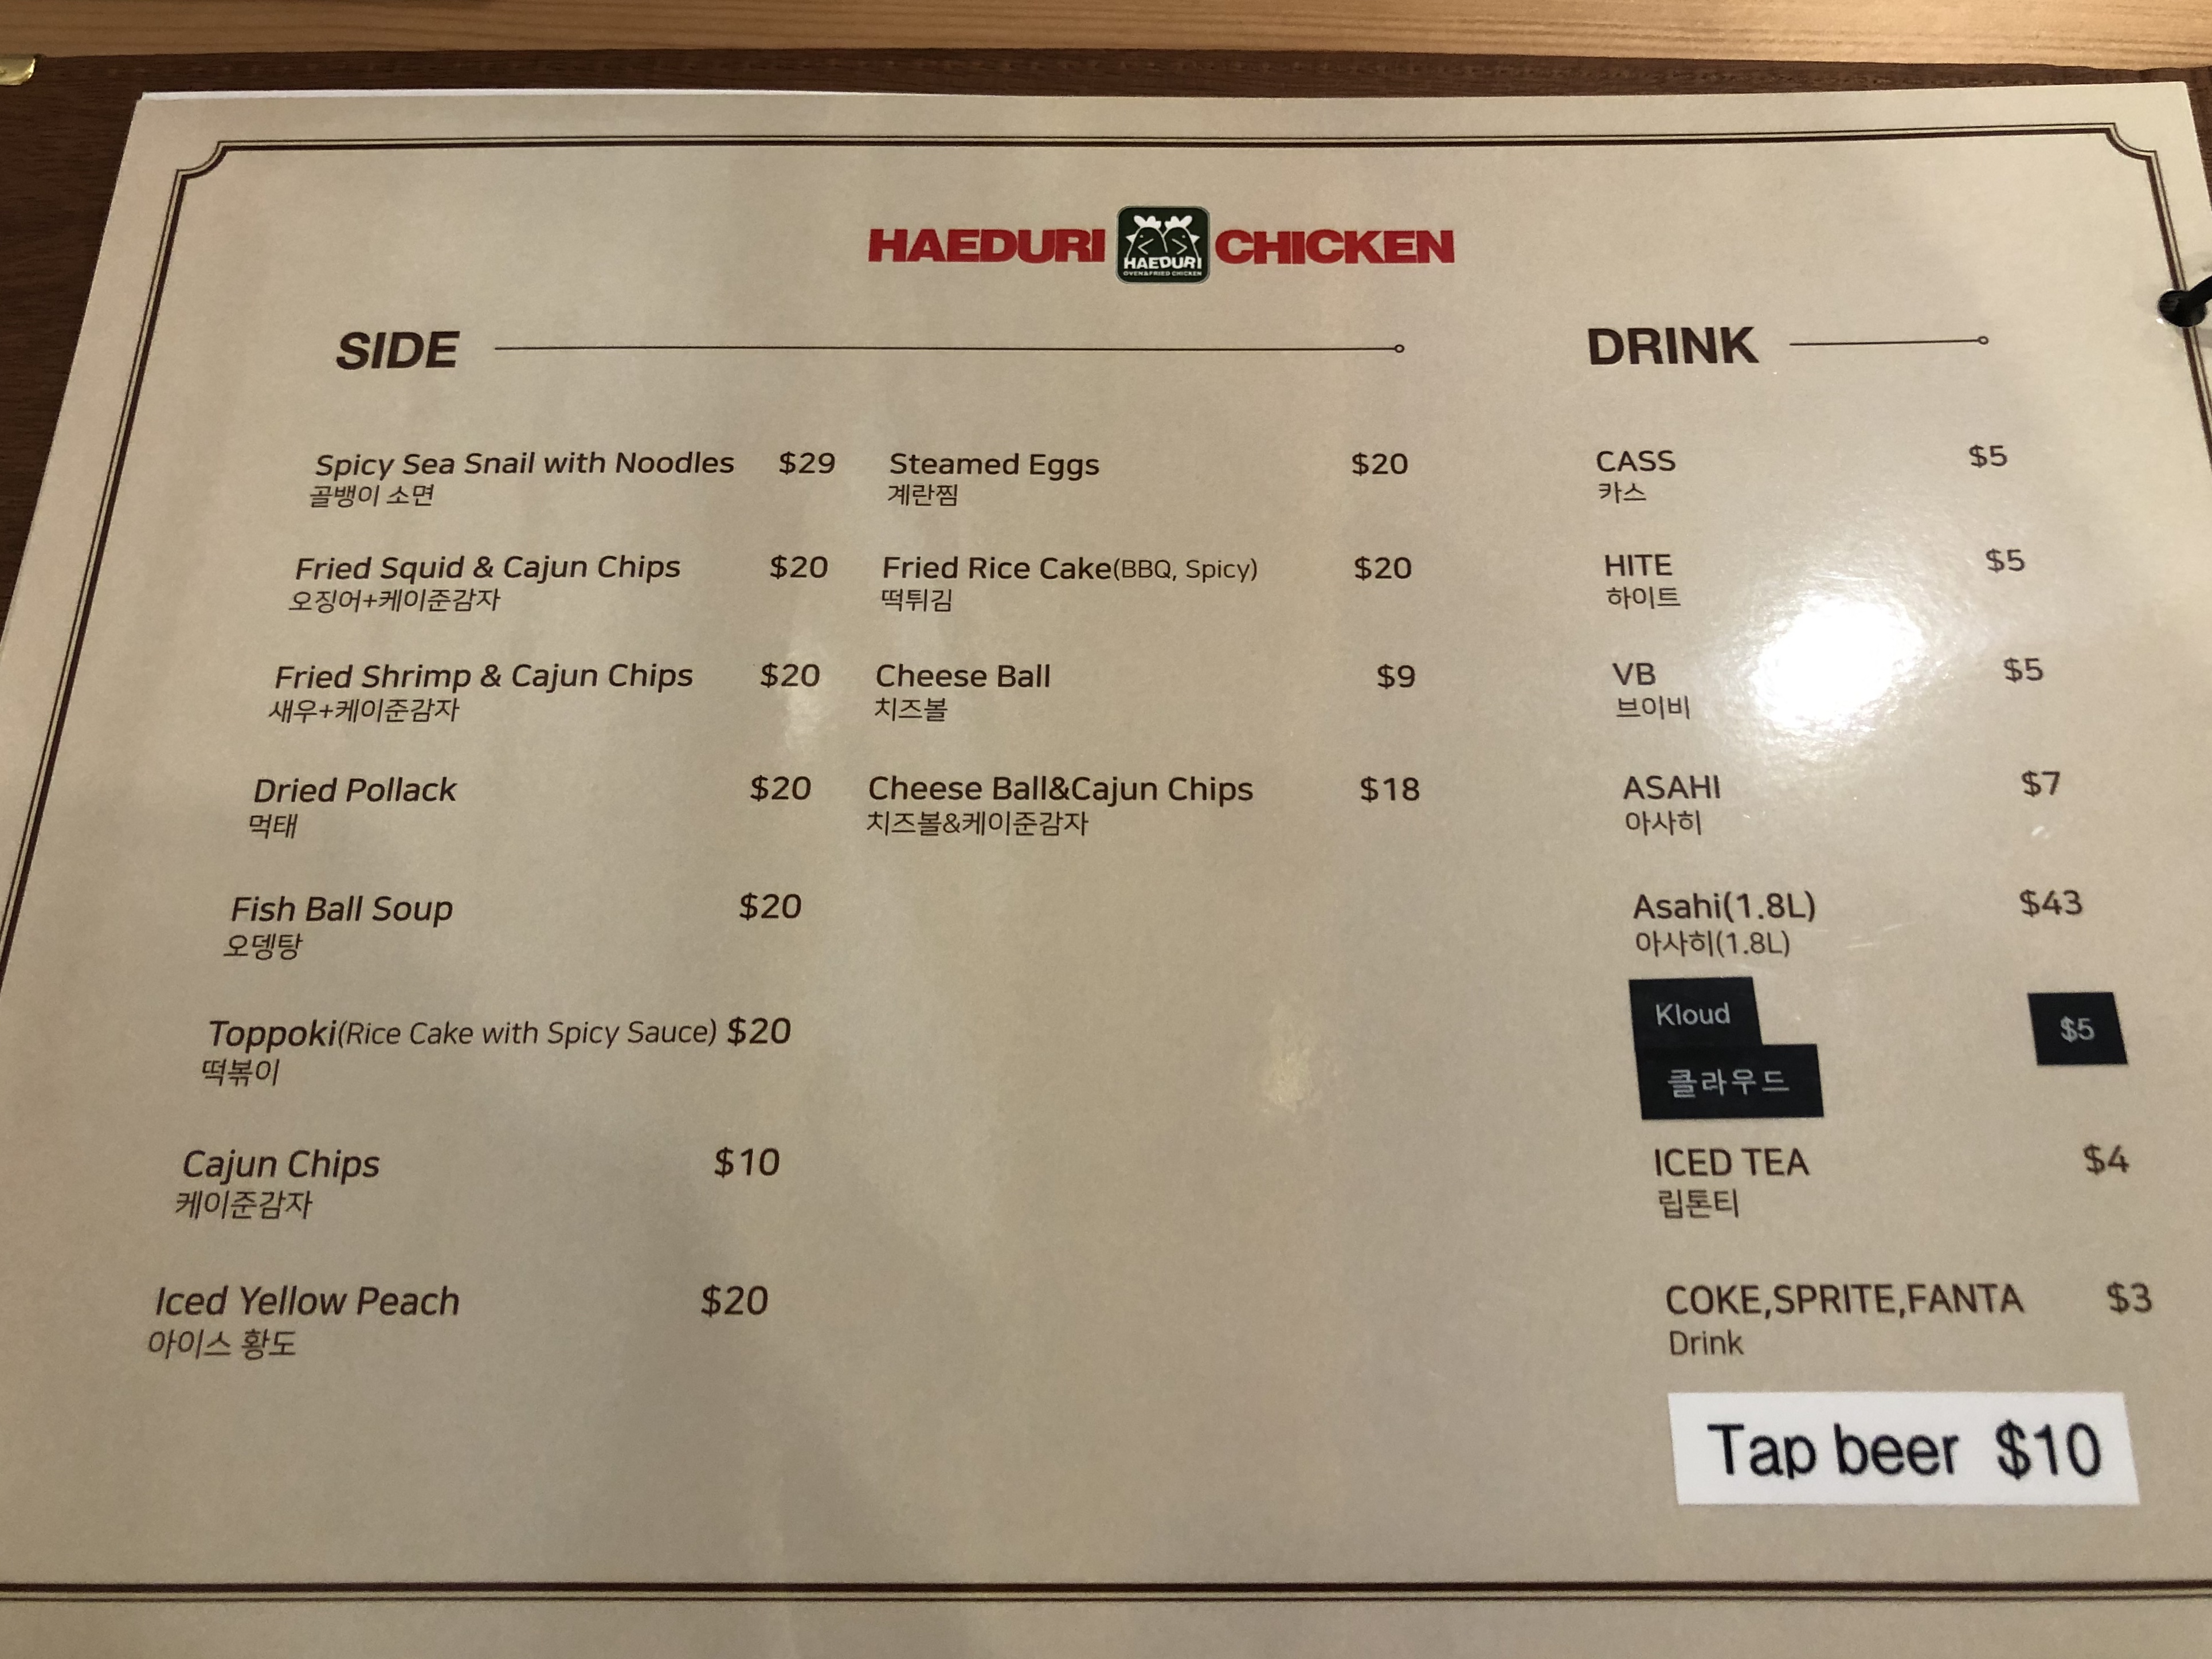 HAEDURI CHICKEN
HAEDURI
OVEN&FRIED CHICKEN
SIDE
Spicy Sea Snail with Noodles $29
골뱅이 소면
Fried Squid & Cajun Chips $20
오징어+케이준감자
Fried Shrimp & Cajun Chips $20
새우+케이준감자
Dried Pollack $20
먹태
Fish Ball Soup $20
오뎅탕
Toppoki(Rice Cake with Spicy Sauce) $20
떡볶이
Cajun Chips $10
케이준감자
Iced Yellow Peach $20
아이스 황도
Steamed Eggs $20
계란찜
Fried Rice Cake(BBQ, Spicy) $20
떡튀김
Cheese Ball $9
치즈볼
Cheese Ball&Cajun Chips $18
치즈볼&케이준감자
DRINK
CASS $5
카스
HITE $5
하이트
VB $5
브이비
ASAHI $7
아사히
Asahi(1.8L) $43
아사히(1.8L)
Kloud $5
클라우드
ICED TEA $4
립톤티
COKE,SPRITE,FANTA $3
Drink
Tap beer $10